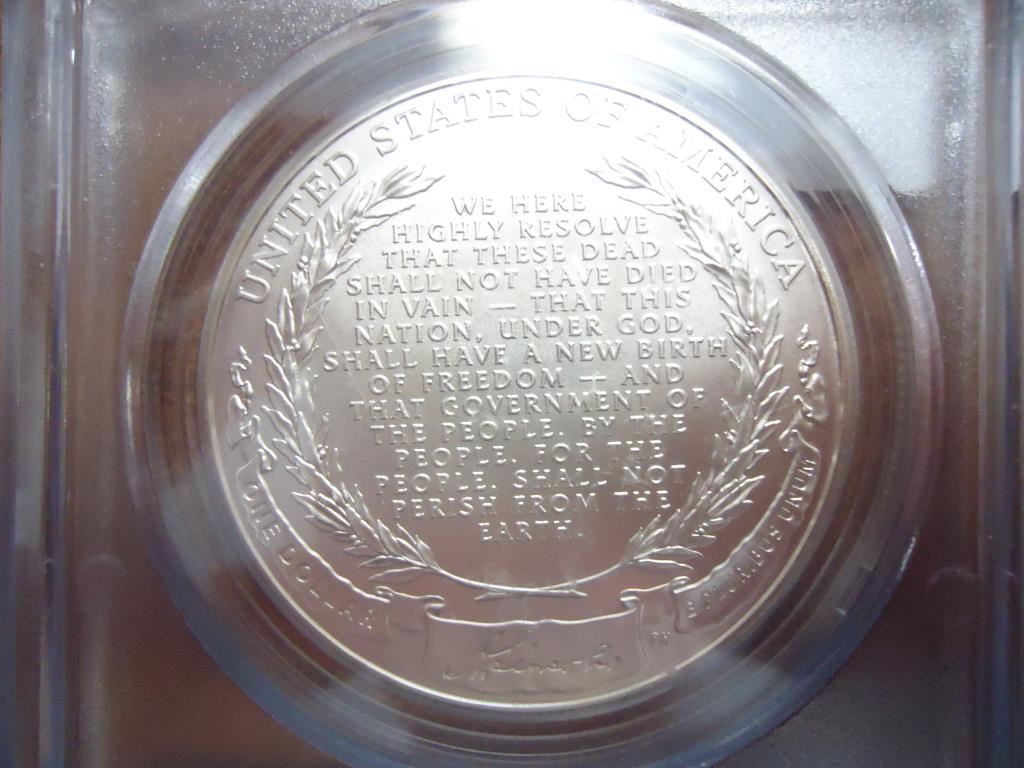 UNITED STATES OF AMERICA
WE HERE
HIGHLY RESOLVE
THAT THESE DEAD
SHALL NOT HAVE DIED
IN VAIN — THAT THIS
NATION, UNDER GOD,
SHALL HAVE A NEW BIRTH
OF FREEDOM — AND
THAT GOVERNMENT OF
THE PEOPLE, BY THE
PEOPLE, FOR THE
PEOPLE, SHALL NOT
PERISH FROM THE
EARTH.
ONE DOLLAR
E PLURIBUS UNUM